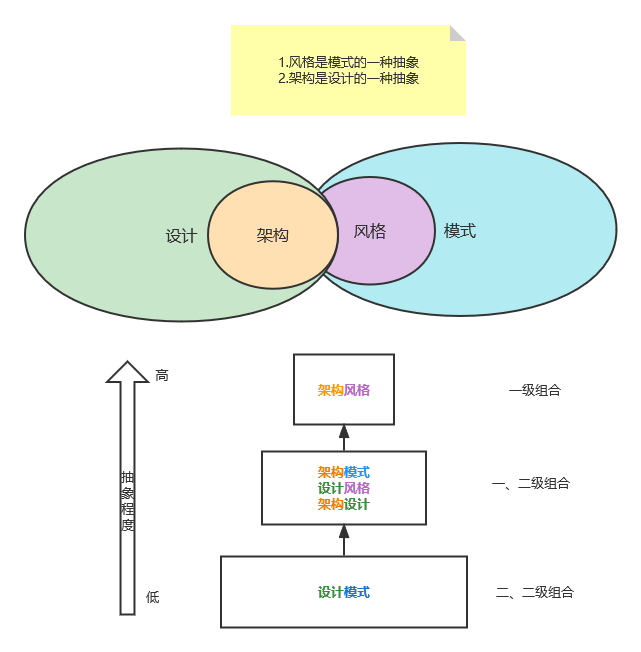 1.风格是模式的一种抽象
2.架构是设计的一种抽象
设计
架构
风格
模式
高
抽象程度
低
架构风格
一级组合
架构模式
设计风格
架构设计
一、二级组合
设计模式
二、二级组合